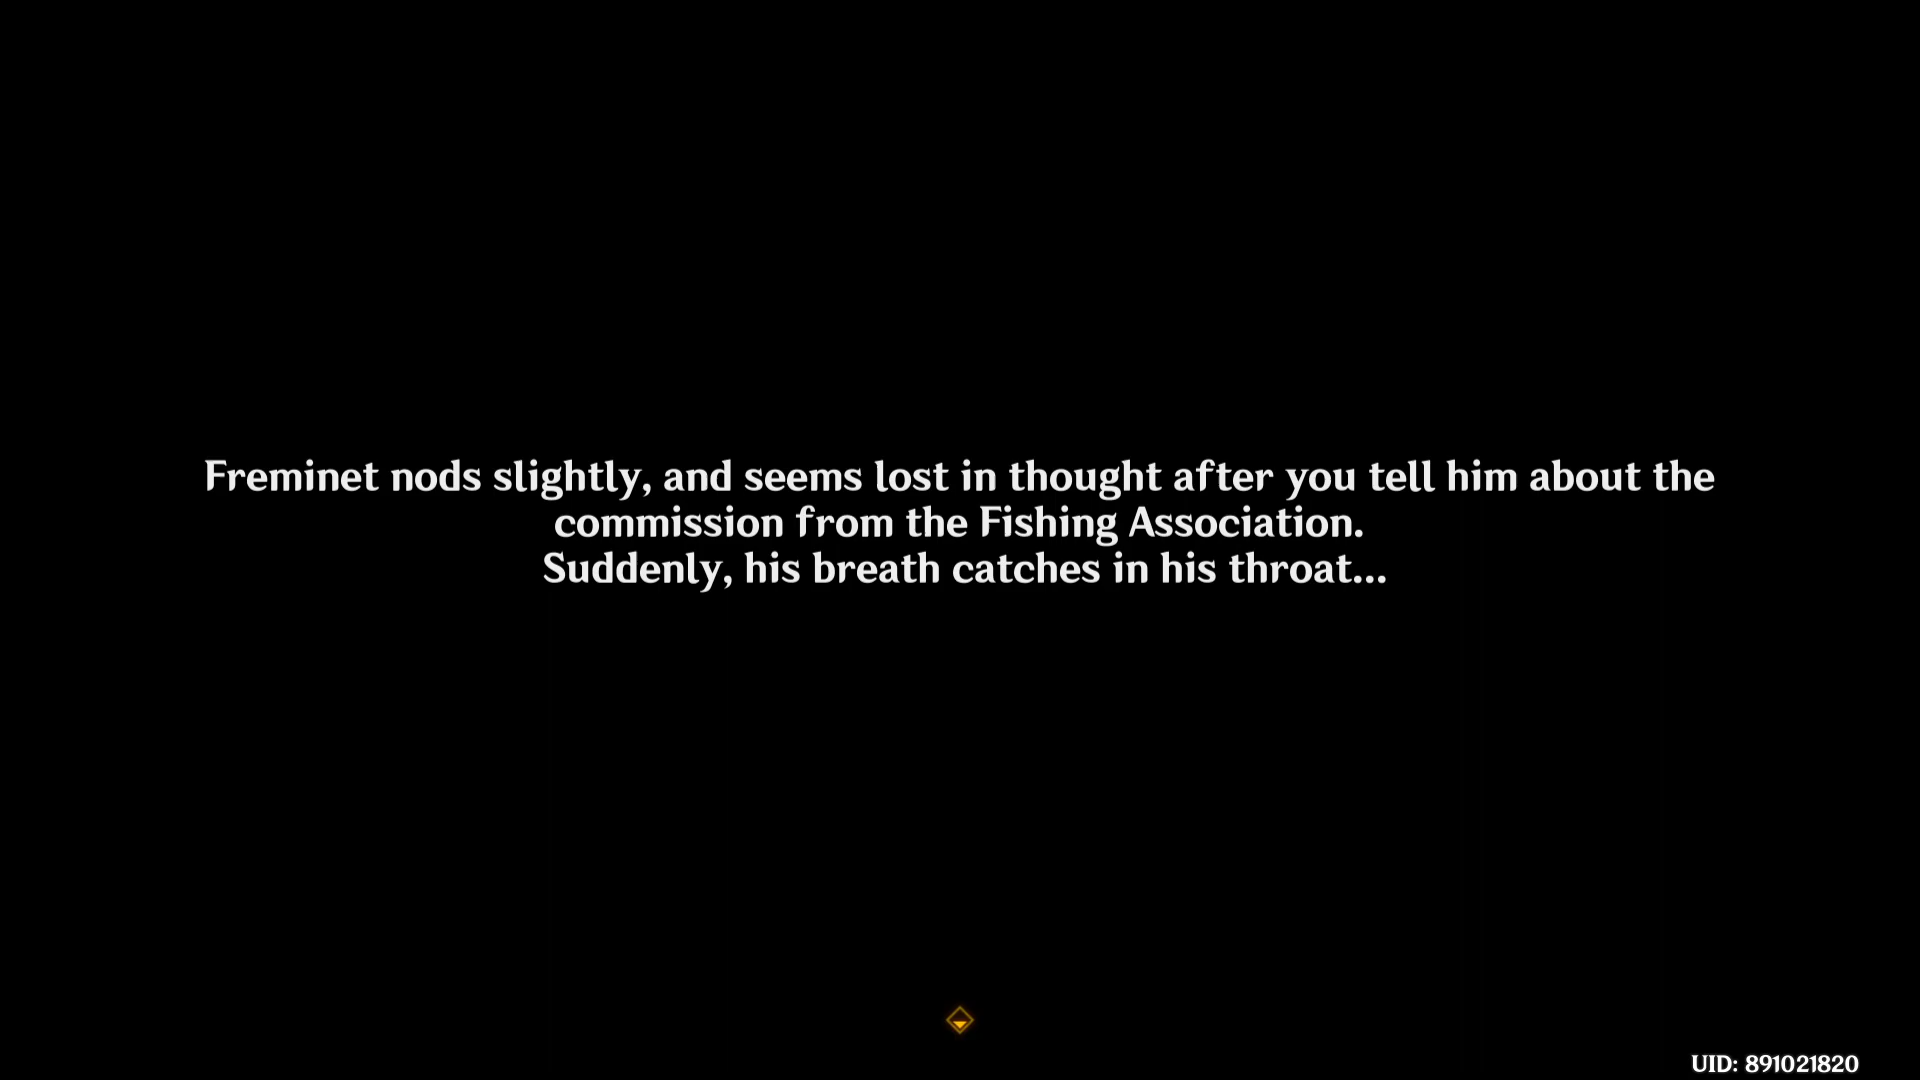 Freminet nods slightly, and seems lost in thought after you tell him about the
commission from the Fishing Association.
Suddenly, his breath catches in his throat...
UID: 891021820